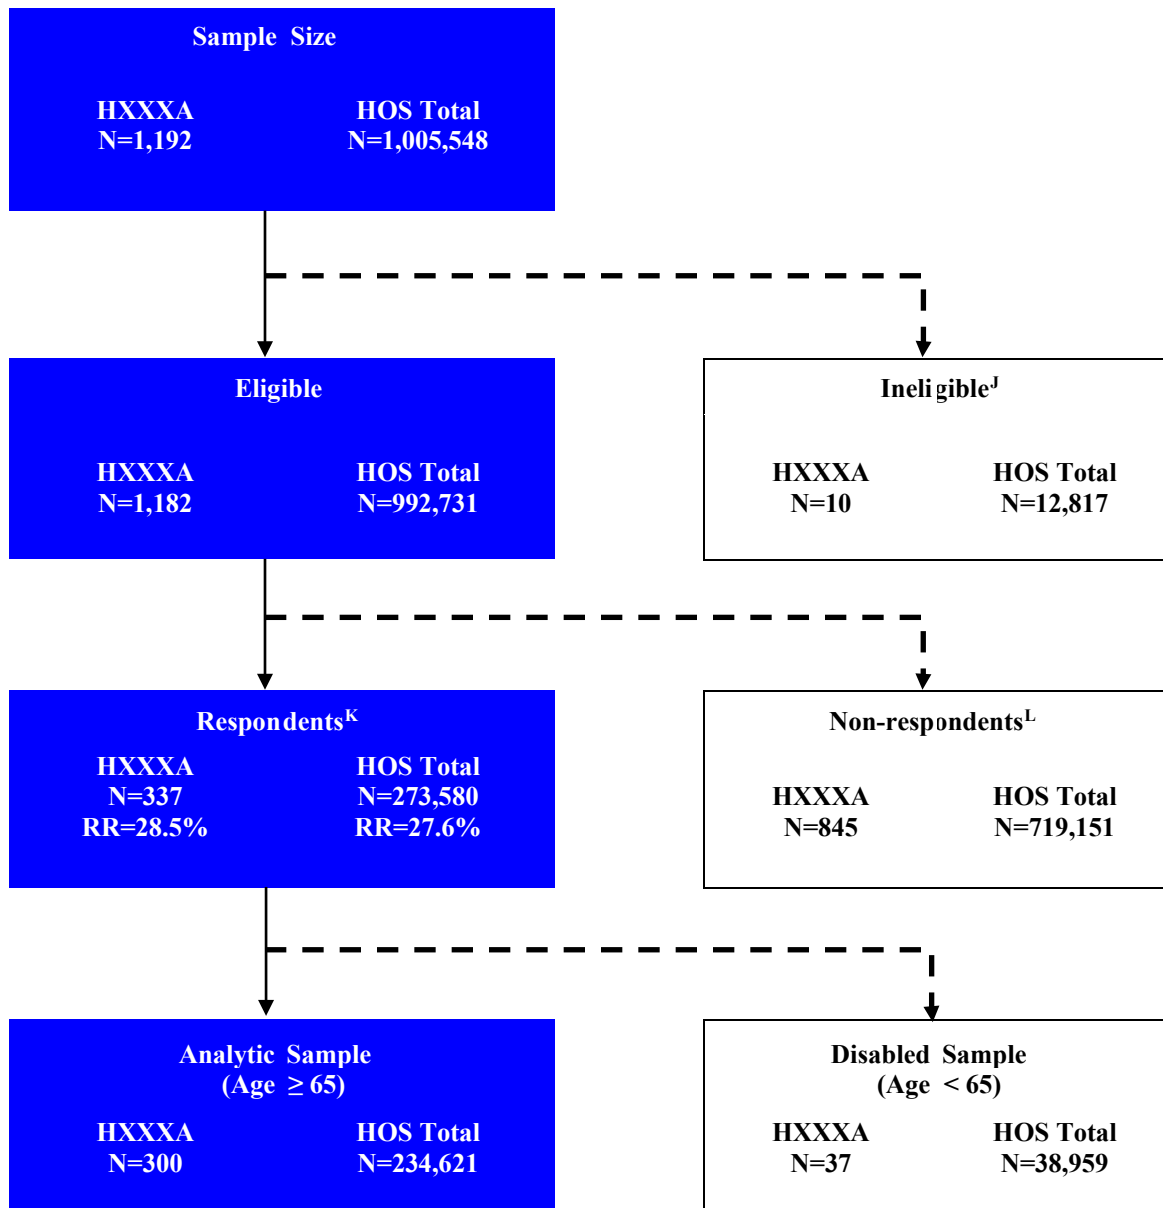 Sample Size
HXXXA HOS Total
N=1,192 N=1,005,548
Eligible
HXXXA HOS Total
N=1,182 N=992,731
Ineligible^J
HXXXA HOS Total
N=10 N=12,817
Respondents^K
HXXXA HOS Total
N=337 N=273,580
RR=28.5% RR=27.6%
Non-respondents^L
HXXXA HOS Total
N=845 N=719,151
Analytic Sample
(Age ≥ 65)
HXXXA HOS Total
N=300 N=234,621
Disabled Sample
(Age < 65)
HXXXA HOS Total
N=37 N=38,959